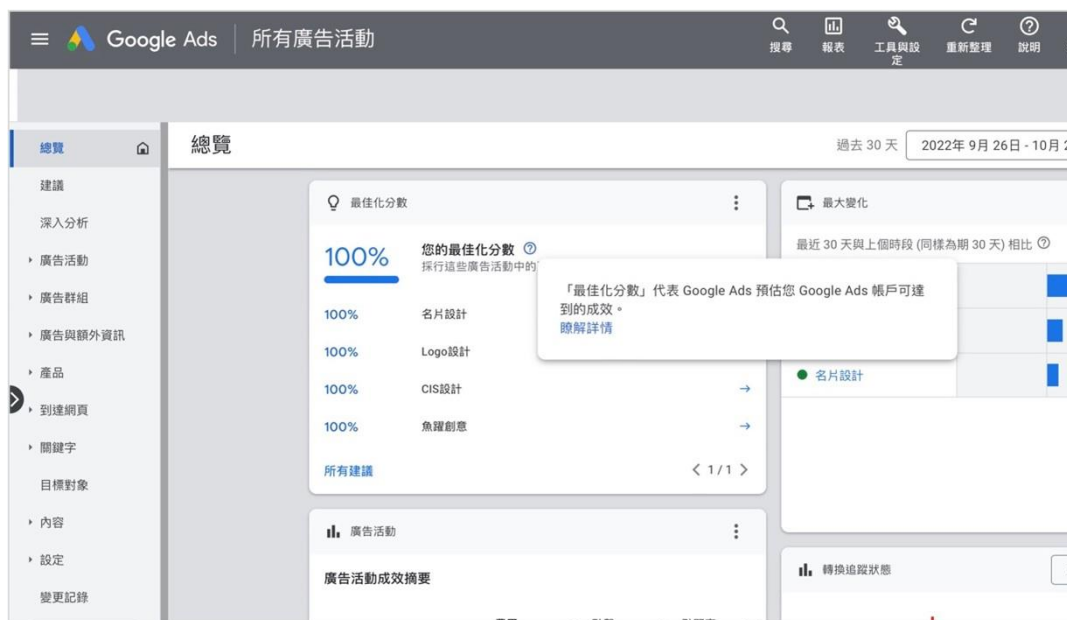 Google Ads 所有廣告活動
搜尋
報表
工具與設
定
重新整理
說明
總覽
建議
深入分析
廣告活動
廣告群組
廣告與額外資訊
產品
到達網頁
關鍵字
目標對象
內容
設定
變更記錄
總覽
過去 30 天
2022年 9月 26日 - 10月
最佳化分數
100%
您的最佳化分數
採行這些廣告活動中的
「最佳化分數」代表 Google Ads 預估您 Google Ads 帳戶可達
到的成效。
瞭解詳情
100% 名片設計
100% Logo設計
100% CIS設計
100% 魚躍創意
所有建議
1 / 1
最大變化
最近 30 天與上個時段 (同樣為期 30 天) 相比
名片設計
廣告活動
廣告活動成效摘要
轉換追蹤狀態